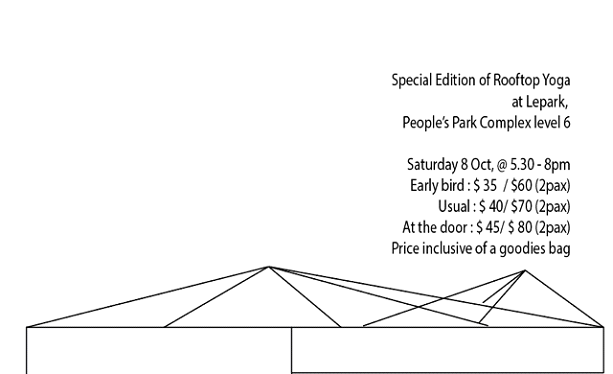 Special Edition of Rooftop Yoga
at Lepark,
People's Park Complex level 6
Saturday 8 Oct, @ 5.30 - 8pm
Early bird : $ 35 / $60 (2pax)
Usual : $ 40/ $70 (2pax)
At the door : $ 45/ $ 80 (2pax)
Price inclusive of a goodies bag